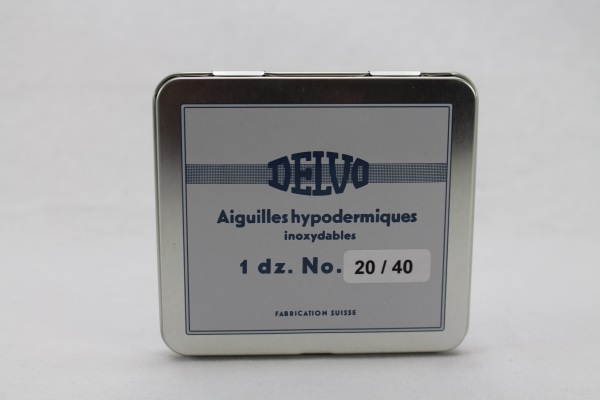 DELVO
Aiguilles hypodermiques
inoxydables
1 dz. No. 20 / 40
FABRICATION SUISSE